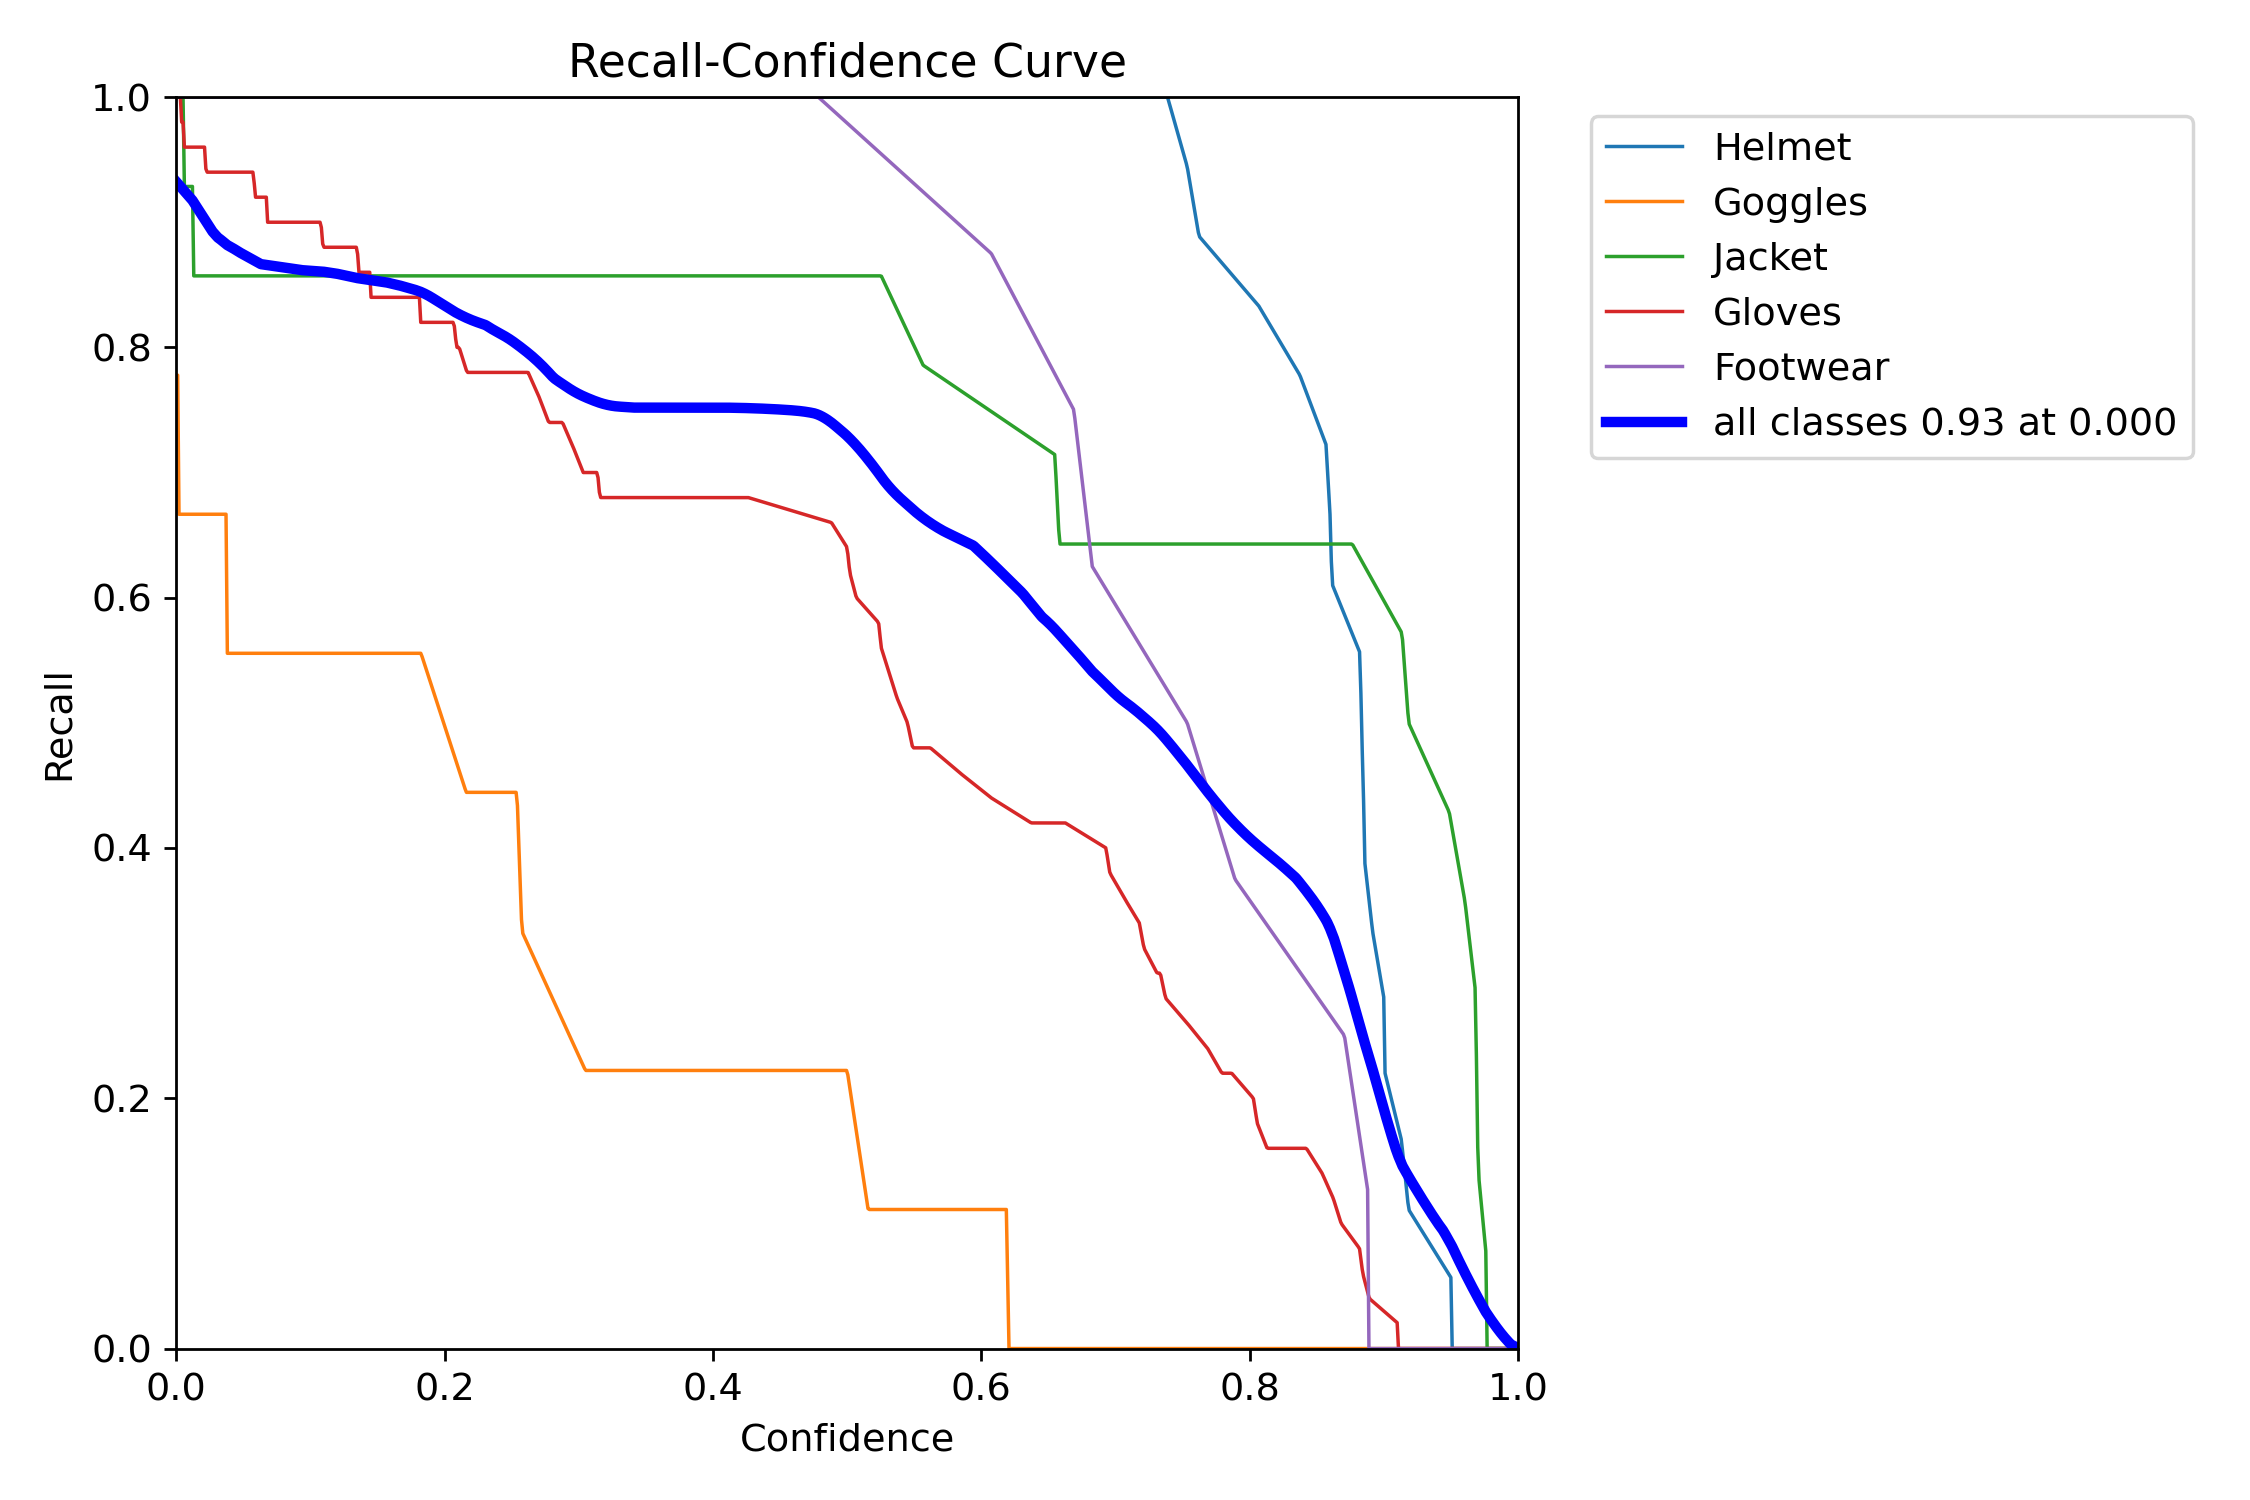 Recall-Confidence Curve
1.0
0.8
0.6
0.4
0.2
0.0
Recall
0.0 0.2 0.4 0.6 0.8 1.0
Confidence
Helmet
Goggles
Jacket
Gloves
Footwear
all classes 0.93 at 0.000